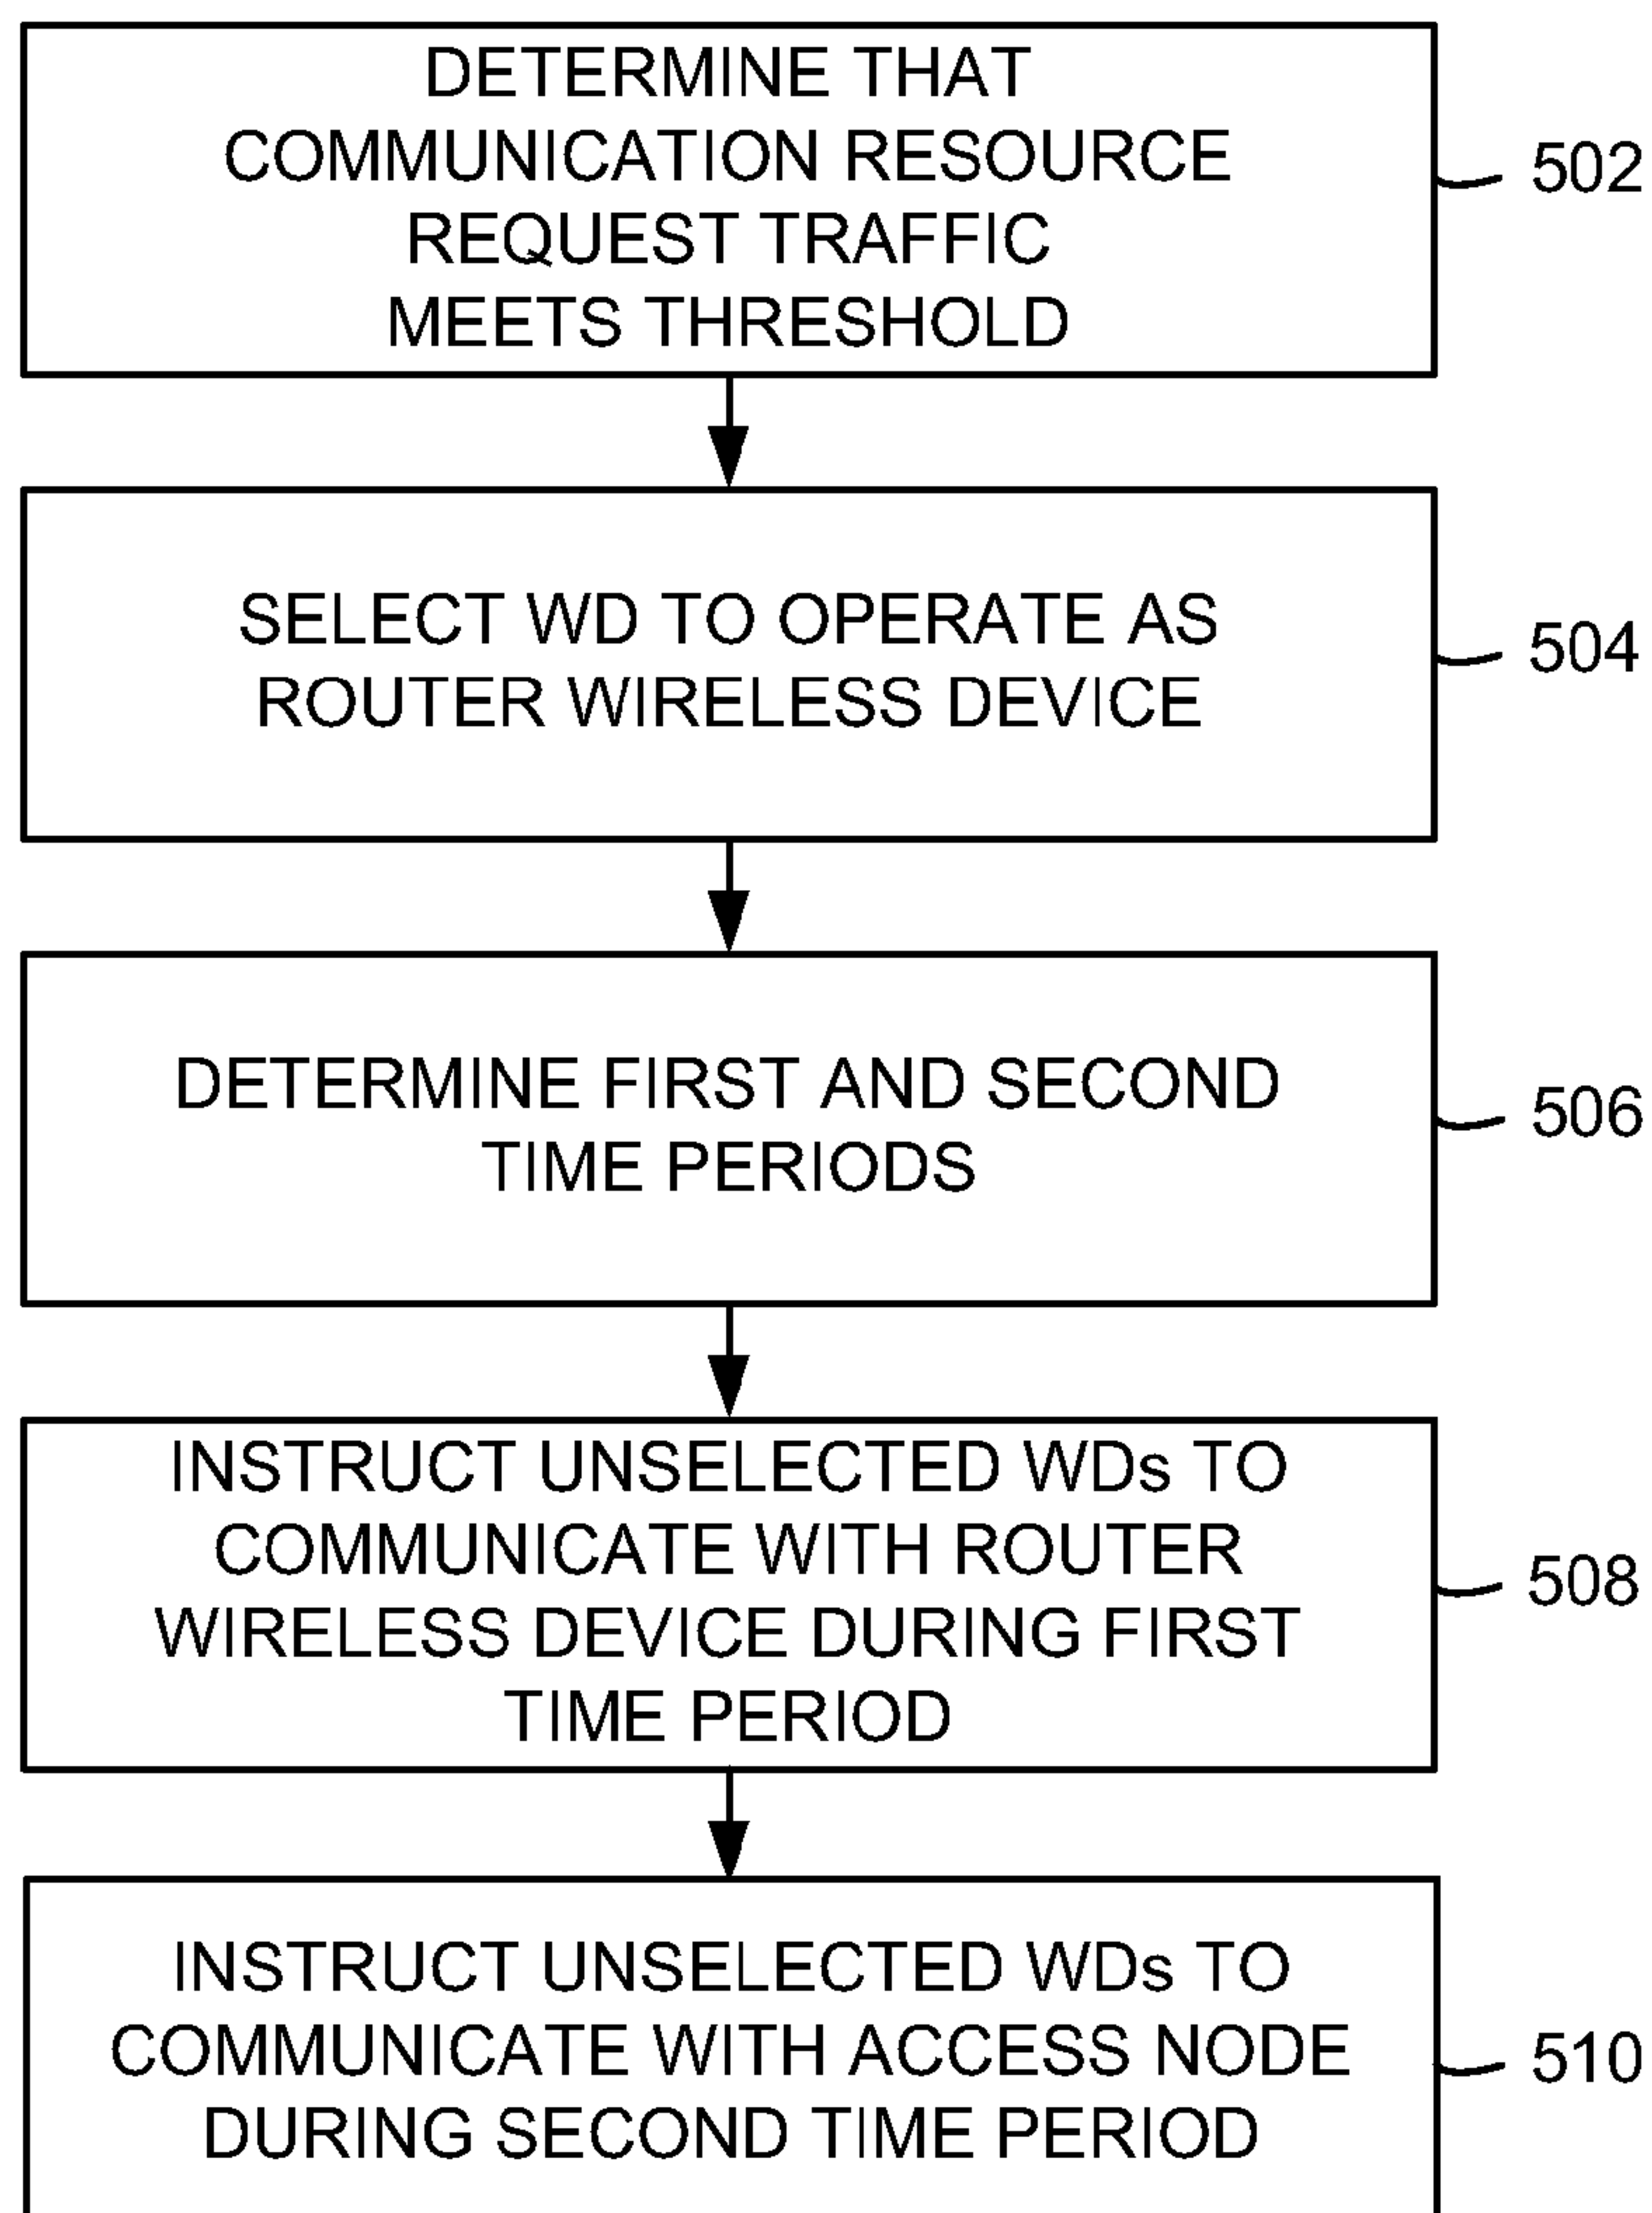 DETERMINE THAT
COMMUNICATION RESOURCE
REQUEST TRAFFIC
MEETS THRESHOLD
502
SELECT WD TO OPERATE AS
ROUTER WIRELESS DEVICE
504
DETERMINE FIRST AND SECOND
TIME PERIODS
506
INSTRUCT UNSELECTED WDs TO
COMMUNICATE WITH ROUTER
WIRELESS DEVICE DURING FIRST
TIME PERIOD
508
INSTRUCT UNSELECTED WDs TO
COMMUNICATE WITH ACCESS NODE
DURING SECOND TIME PERIOD
510